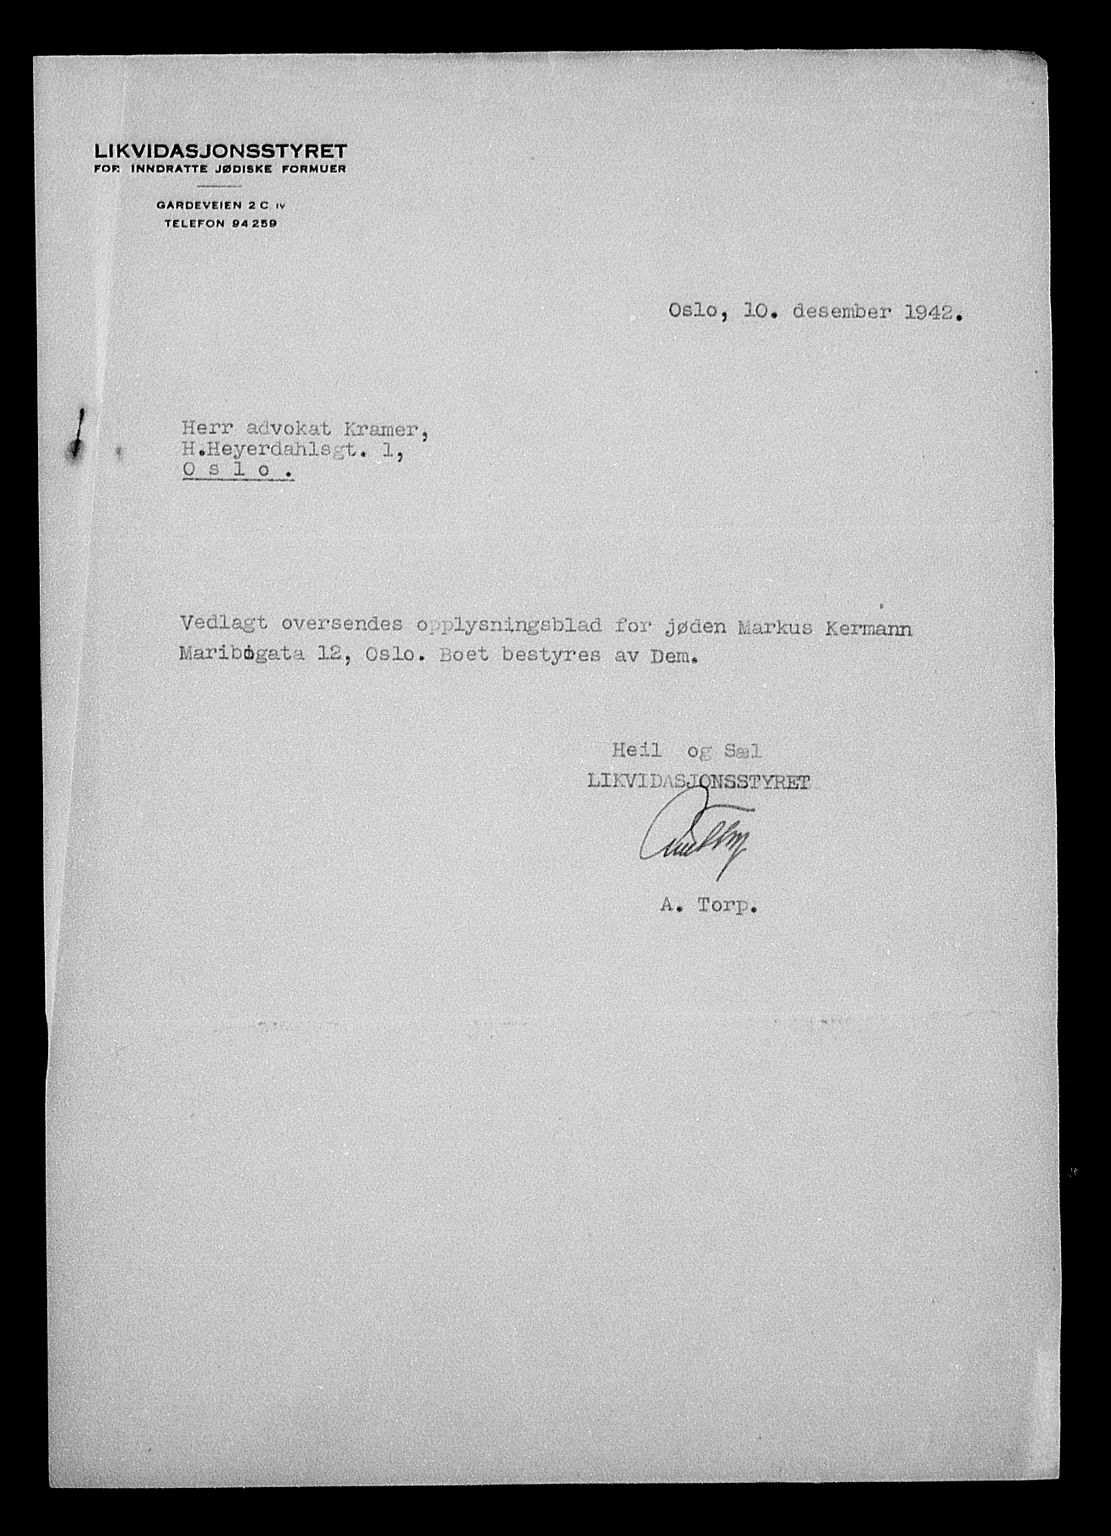 LIKVIDASJONSSTYRET
FOR INNDRATTE JØDISKE FORMUER
GARDEVEIEN 2 C IV
TELEFON 94259
Oslo, 10. desember 1942.
Herr advokat Kramer,
H.Heyerdahlsgt. 1,
O s l o .
Vedlagt oversendes opplysningsblad for jøden Markus Kermann
Maribogata 12, Oslo. Boet bestyres av Dem.
Heil og Sæl
LIKVIDASJONSSTYRET
A. Torp.